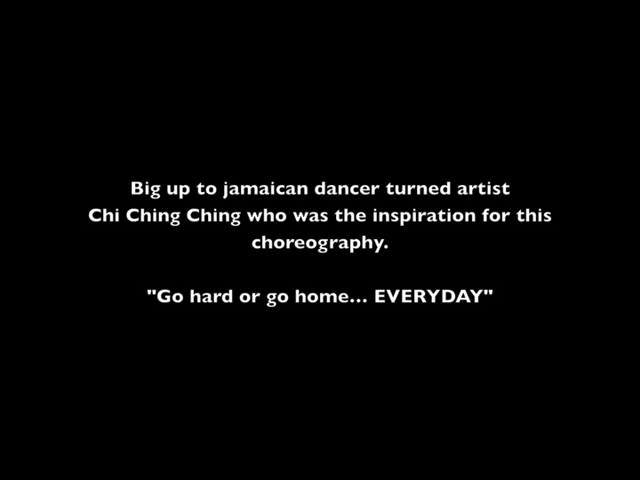 Big up to jamaican dancer turned artist
Chi Ching Ching who was the inspiration for this
choreography.
"Go hard or go home... EVERYDAY"